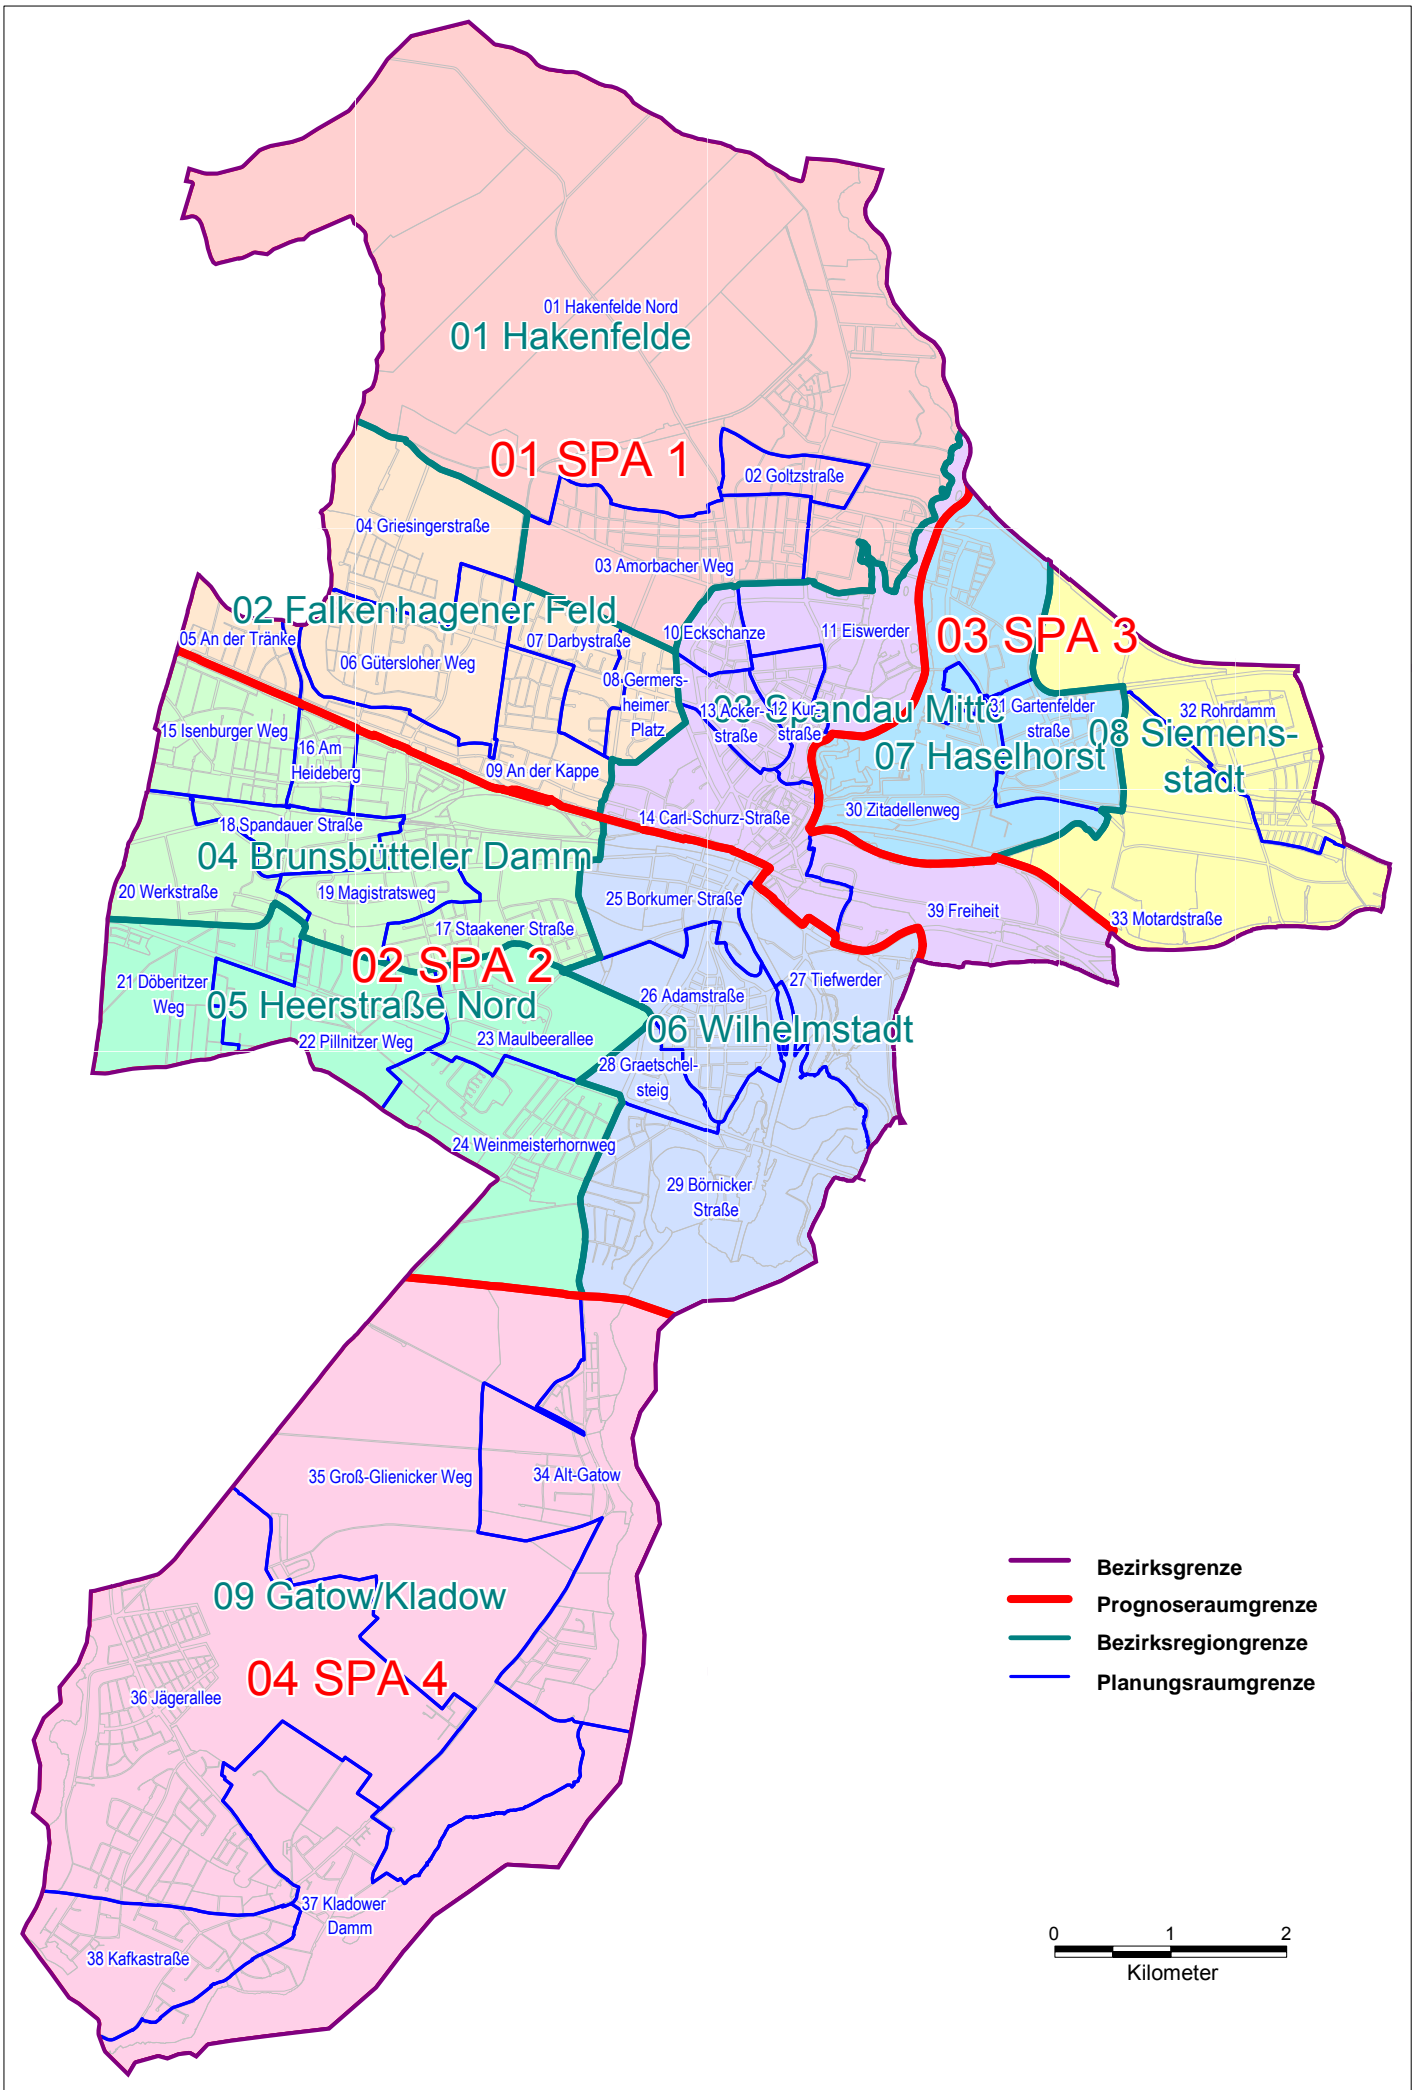 01 Hakenfelde Nord
01 Hakenfelde
01 SPA 1
02 Goltzstraße
04 Griesingerstraße
03 Amorbacher Weg
02 Falkenhagener Feld
05 An der Tränke
06 Gütersloher Weg
07 Darbystraße
08 Germers-
heimer
Platz
09 An der Kappe
10 Eckschanze
11 Eiswerder
03 Spandau Mitte
13 Acker-
straße
12 Kur-
straße
14 Carl-Schurz-Straße
39 Freiheit
03 SPA 3
31 Gartenfelder
straße
07 Haselhorst
30 Zitadellenweg
32 Rohrdamm
08 Siemens-
stadt
33 Motardstraße
15 Isenburger Weg
16 Am
Heideberg
18 Spandauer Straße
04 Brunsbütteler Damm
20 Werkstraße
19 Magistratsweg
17 Staakener Straße
02 SPA 2
21 Döberitzer
Weg
05 Heerstraße Nord
22 Pillnitzer Weg
23 Maulbeerallee
24 Weinmeisterhornweg
25 Borkumer Straße
26 Adamstraße
27 Tiefwerder
06 Wilhelmstadt
28 Graetschel-
steig
29 Börnicker
Straße
35 Groß-Glienicker Weg
34 Alt-Gatow
09 Gatow/Kladow
04 SPA 4
36 Jägerallee
37 Kladower
Damm
38 Kafkastraße
Bezirksgrenze
Prognoseraumgrenze
Bezirksregiongrenze
Planungsraumgrenze
0 1 2
Kilometer